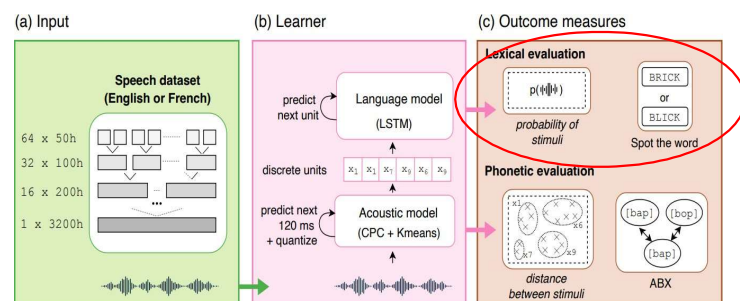 (a) Input
Speech dataset
(English or French)
64 x 50h
32 x 100h
...
16 x 200h
1 x 3200h
(b) Learner
predict
next unit
Language model
(LSTM)
discrete units
x1 x1 x7 x9 x6 x9
predict next
120 ms
+ quantize
Acoustic model
(CPC + Kmeans)
(c) Outcome measures
Lexical evaluation
p( )
probability of
stimuli
BRICK
or
BLICK
Spot the word
Phonetic evaluation
x1
x6
x7
x9
distance
between stimuli
[bap]
[bop]
[bap]
ABX